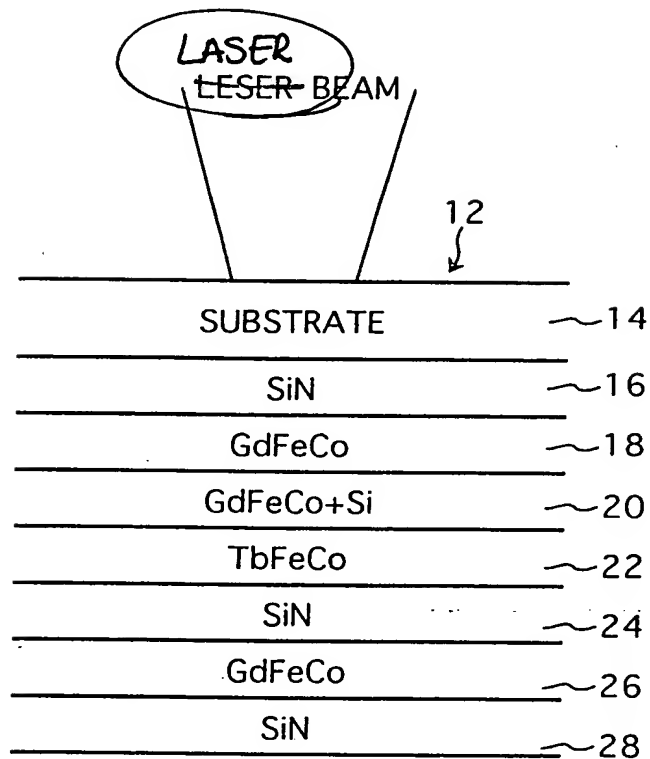 LASER
LESER BEAM
12
SUBSTRATE 14
SiN 16
GdFeCo 18
GdFeCo+Si 20
TbFeCo 22
SiN 24
GdFeCo 26
SiN 28